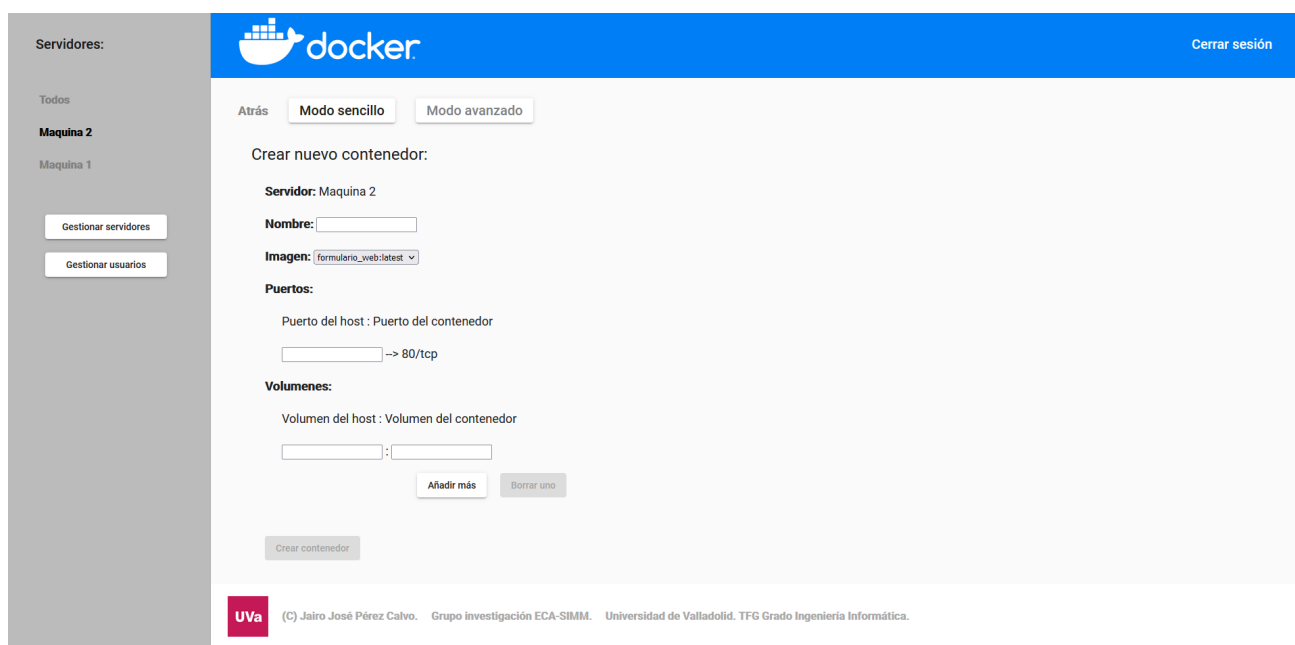 Servidores:
docker
Cerrar sesión
Todos
Maquina 2
Maquina 1
Gestionar servidores
Gestionar usuarios
Atrás Modo sencillo Modo avanzado
Crear nuevo contenedor:
Servidor: Maquina 2
Nombre:
Imagen: formulario_web:latest
Puertos:
Puerto del host : Puerto del contenedor
--> 80/tcp
Volumenes:
Volumen del host : Volumen del contenedor
:
Añadir más Borrar uno
Crear contenedor
UVa (C) Jairo José Pérez Calvo. Grupo investigación ECA-SIMM. Universidad de Valladolid. TFG Grado Ingeniería Informática.